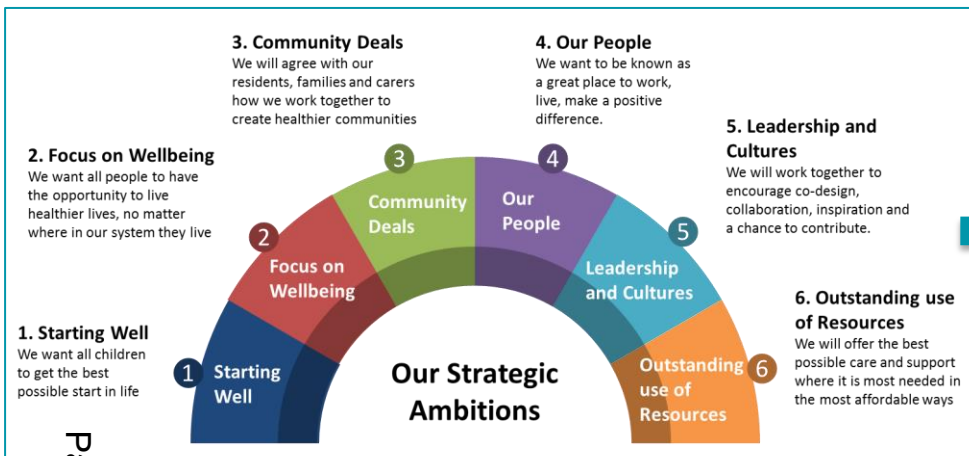 3. Community Deals
We will agree with our
residents, families and carers
how we work together to
create healthier communities
4. Our People
We want to be known as
a great place to work,
live, make a positive
difference.
2. Focus on Wellbeing
We want all people to have
the opportunity to live
healthier lives, no matter
where in our system they live
5. Leadership and
Cultures
We will work together to
encourage co-design,
collaboration, inspiration and
a chance to contribute.
1. Starting Well
We want all children
to get the best
possible start in life
6. Outstanding use
of Resources
We will offer the best
possible care and support
where it is most needed in
the most affordable ways
1
Starting
Well
2
Focus on
Wellbeing
3
Community
Deals
4
Our
People
5
Leadership
and Cultures
6
Outstanding
use of
Resources
Our Strategic
Ambitions